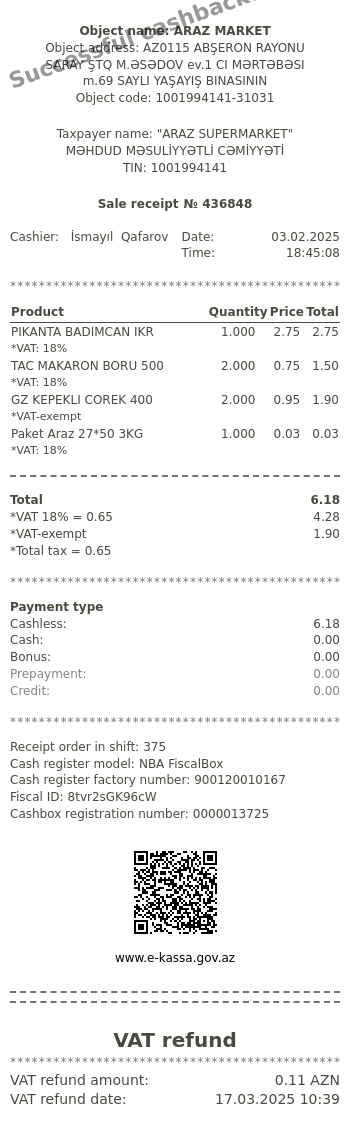 Successful cashback
Object name: ARAZ MARKET
Object address: AZ0115 ABŞERON RAYONU
SARAY ŞTQ M.ƏSƏDOV ev.1 CI MƏRTƏBƏSI
m.69 SAYLI YAŞAYIŞ BINASININ
Object code: 1001994141-31031
Taxpayer name: "ARAZ SUPERMARKET"
MƏHDUD MƏSULİYYƏTLİ CƏMİYYƏTİ
TIN: 1001994141
Sale receipt № 436848
Cashier: İsmayıl Qafarov Date: 03.02.2025
Time: 18:45:08
**********************************************
Product Quantity Price Total
PIKANTA BADIMCAN IKR 1.000 2.75 2.75
*VAT: 18%
TAC MAKARON BORU 500 2.000 0.75 1.50
*VAT: 18%
GZ KEPEKLI COREK 400 2.000 0.95 1.90
*VAT-exempt
Paket Araz 27*50 3KG 1.000 0.03 0.03
*VAT: 18%
Total 6.18
*VAT 18% = 0.65 4.28
*VAT-exempt 1.90
*Total tax = 0.65
**********************************************
Payment type
Cashless: 6.18
Cash: 0.00
Bonus: 0.00
Prepayment: 0.00
Credit: 0.00
**********************************************
Receipt order in shift: 375
Cash register model: NBA FiscalBox
Cash register factory number: 900120010167
Fiscal ID: 8tvr2sGK96cW
Cashbox registration number: 0000013725
www.e-kassa.gov.az
VAT refund
**********************************************
VAT refund amount: 0.11 AZN
VAT refund date: 17.03.2025 10:39